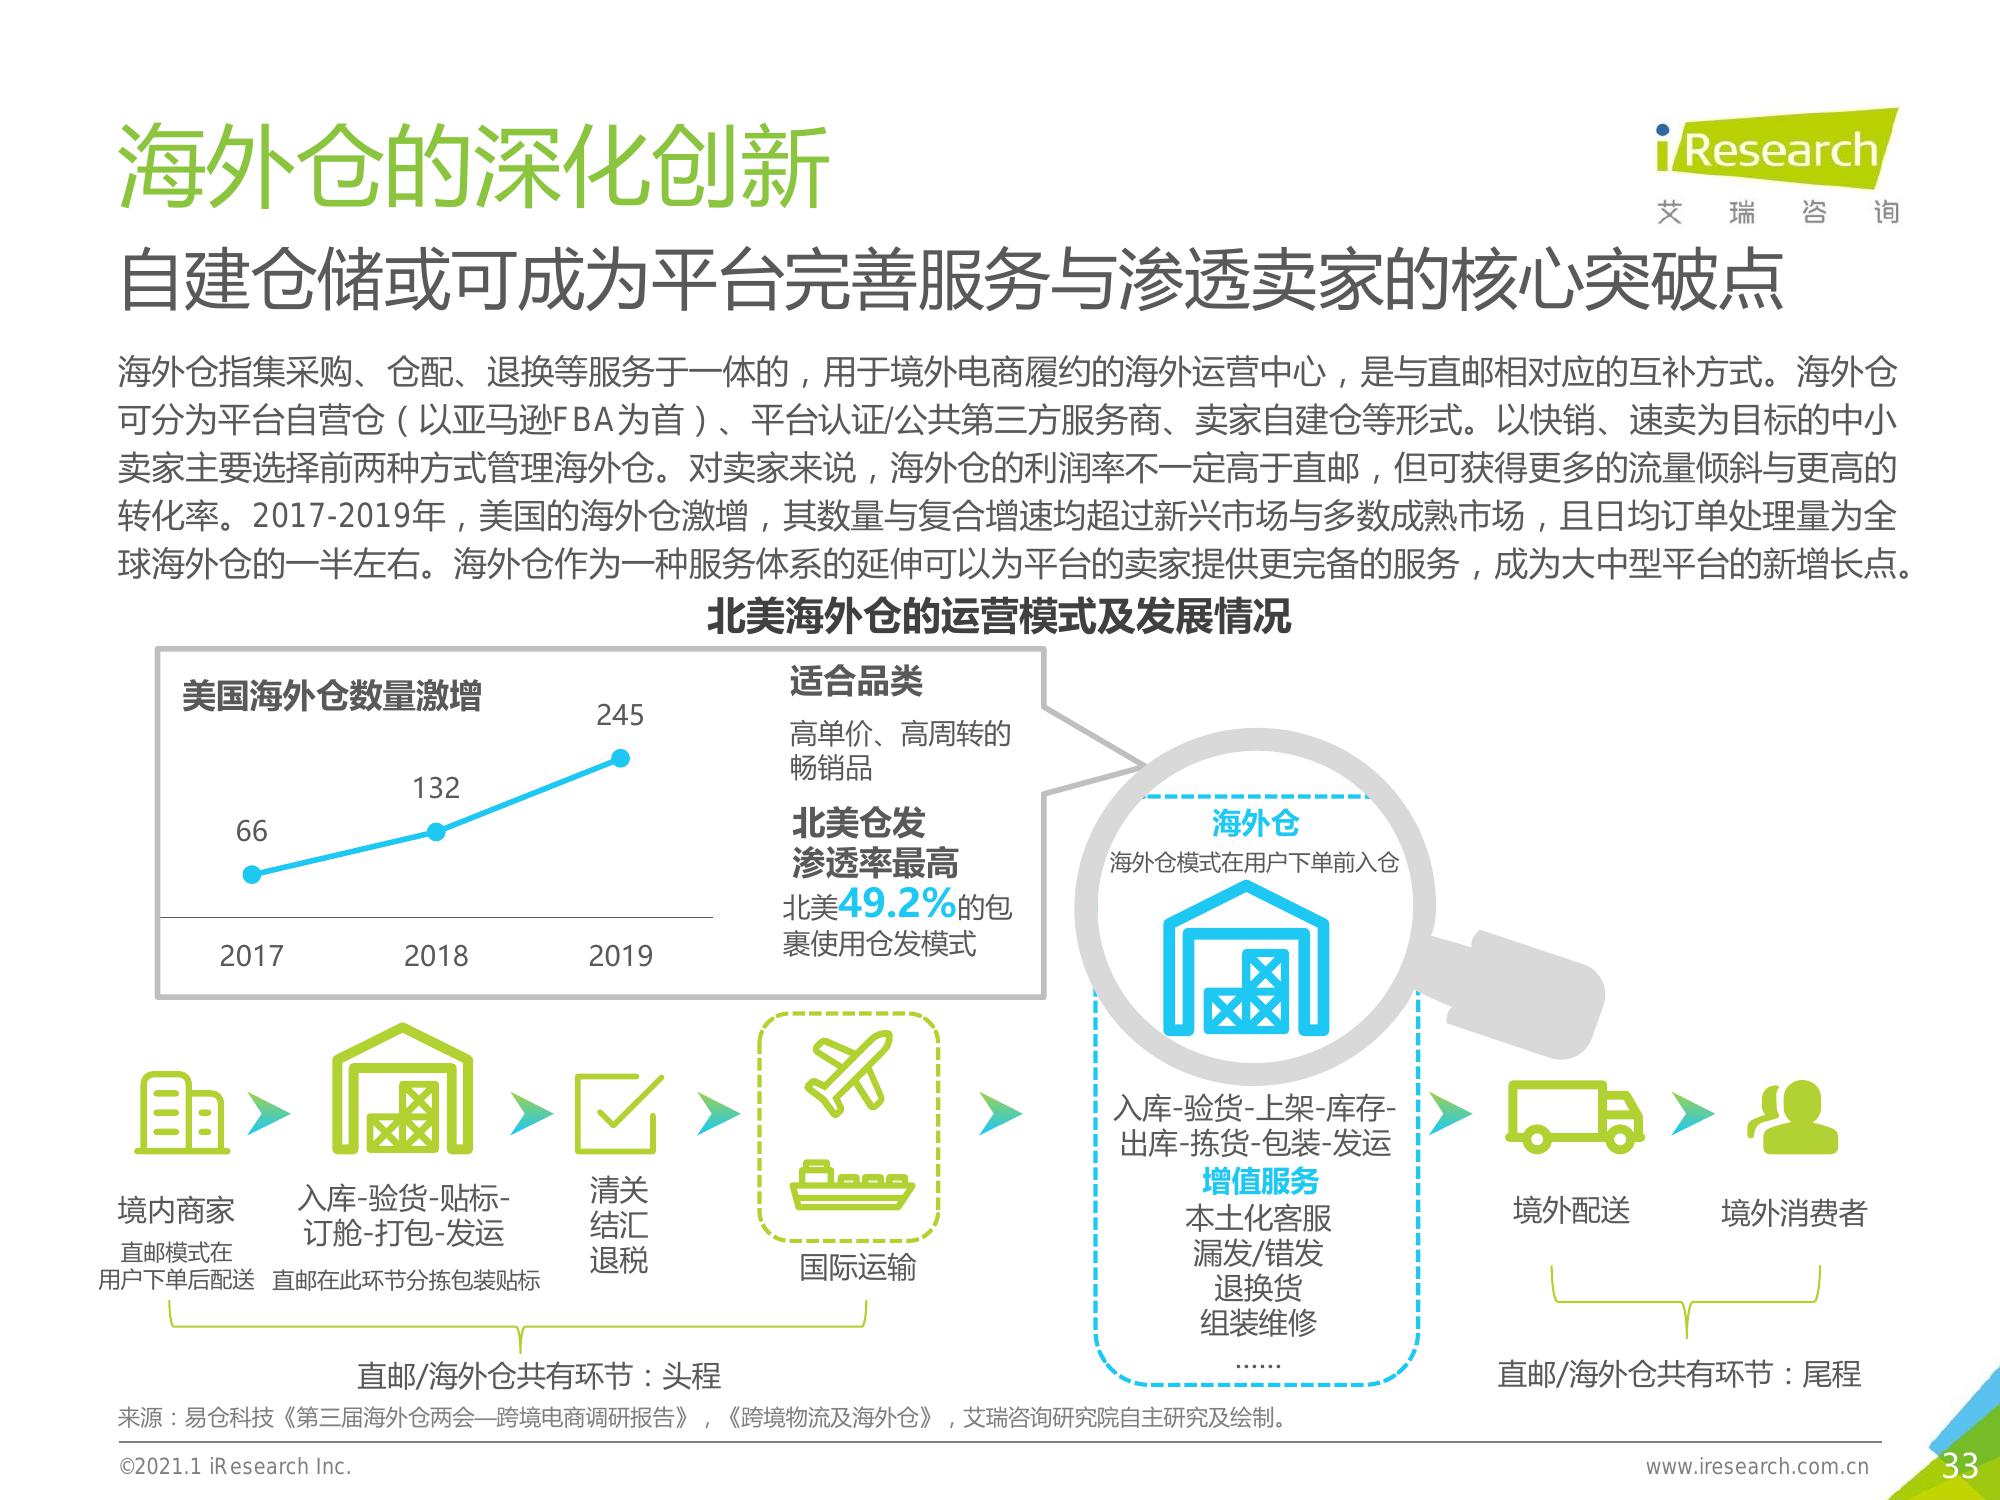 海外仓的深化创新
iResearch
艾瑞咨询
自建仓储或可成为平台完善服务与渗透卖家的核心突破点
海外仓指集采购、仓配、退换等服务于一体的，用于境外电商履约的海外运营中心，是与直邮相对应的互补方式。海外仓
可分为平台自营仓（以亚马逊FBA为首）、平台认证/公共第三方服务商、卖家自建仓等形式。以快销、速卖为目标的中小
卖家主要选择前两种方式管理海外仓。对卖家来说，海外仓的利润率不一定高于直邮，但可获得更多的流量倾斜与更高的
转化率。2017-2019年，美国的海外仓激增，其数量与复合增速均超过新兴市场与多数成熟市场，且日均订单处理量为全
球海外仓的一半左右。海外仓作为一种服务体系的延伸可以为平台的卖家提供更完备的服务，成为大中型平台的新增长点。
北美海外仓的运营模式及发展情况
美国海外仓数量激增
66
132
245
2017
2018
2019
适合品类
高单价、高周转的
畅销品
北美仓发
渗透率最高
北美49.2%的包
裹使用仓发模式
海外仓
海外仓模式在用户下单前入仓
入库-验货-上架-库存-
出库-拣货-包装-发运
增值服务
本土化客服
漏发/错发
退换货
组装维修
……
境内商家
直邮模式在
用户下单后配送
入库-验货-贴标-
订舱-打包-发运
直邮在此环节分拣包装贴标
清关
结汇
退税
国际运输
境外配送
境外消费者
直邮/海外仓共有环节：头程
直邮/海外仓共有环节：尾程
来源：易仓科技《第三届海外仓两会—跨境电商调研报告》，《跨境物流及海外仓》，艾瑞咨询研究院自主研究及绘制。
©2021.1 iResearch Inc.
www.iresearch.com.cn
33